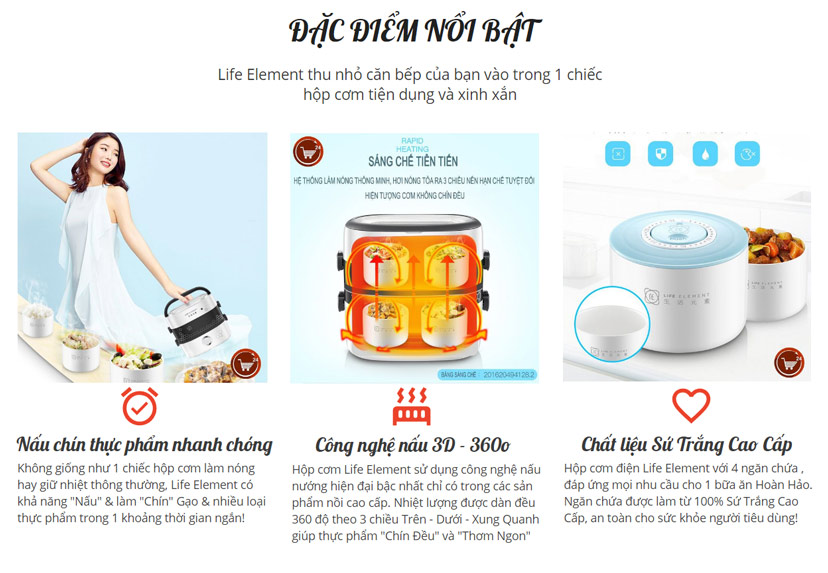 ĐẶC ĐIỂM NỔI BẬT
Life Element thu nhỏ căn bếp của bạn vào trong 1 chiếc
hộp cơm tiện dụng và xinh xắn
RAPID
HEATING
SÁNG CHẾ TIÊN TIẾN
HỆ THỐNG LÀM NÓNG THÔNG MINH, HƠI NÓNG TỎA RA 3 CHIỀU NÊN HẠN CHẾ TUYỆT ĐỐI
HIỆN TƯỢNG CƠM KHÔNG CHÍN ĐỀU
BẰNG SÁNG CHẾ : 201620494128.2
LIFE ELEMENT
生活元素
24
24
24
Nấu chín thực phẩm nhanh chóng
Không giống như 1 chiếc hộp cơm làm nóng
hay giữ nhiệt thông thường, Life Element có
khả năng "Nấu" & làm "Chín" Gạo & nhiều loại
thực phẩm trong 1 khoảng thời gian ngắn!
Công nghệ nấu 3D - 360o
Hộp cơm Life Element sử dụng công nghệ nấu
nướng hiện đại bậc nhất chỉ có trong các sản
phẩm nồi cao cấp. Nhiệt lượng được dàn đều
360 độ theo 3 chiều Trên - Dưới - Xung Quanh
giúp thực phẩm "Chín Đều" và "Thơm Ngon"
Chất liệu Sứ Trắng Cao Cấp
Hộp cơm điện Life Element với 4 ngăn chứa ,
đáp ứng mọi nhu cầu cho 1 bữa ăn Hoàn Hảo.
Ngăn chứa được làm từ 100% Sứ Trắng Cao
Cấp, an toàn cho sức khỏe người tiêu dùng!